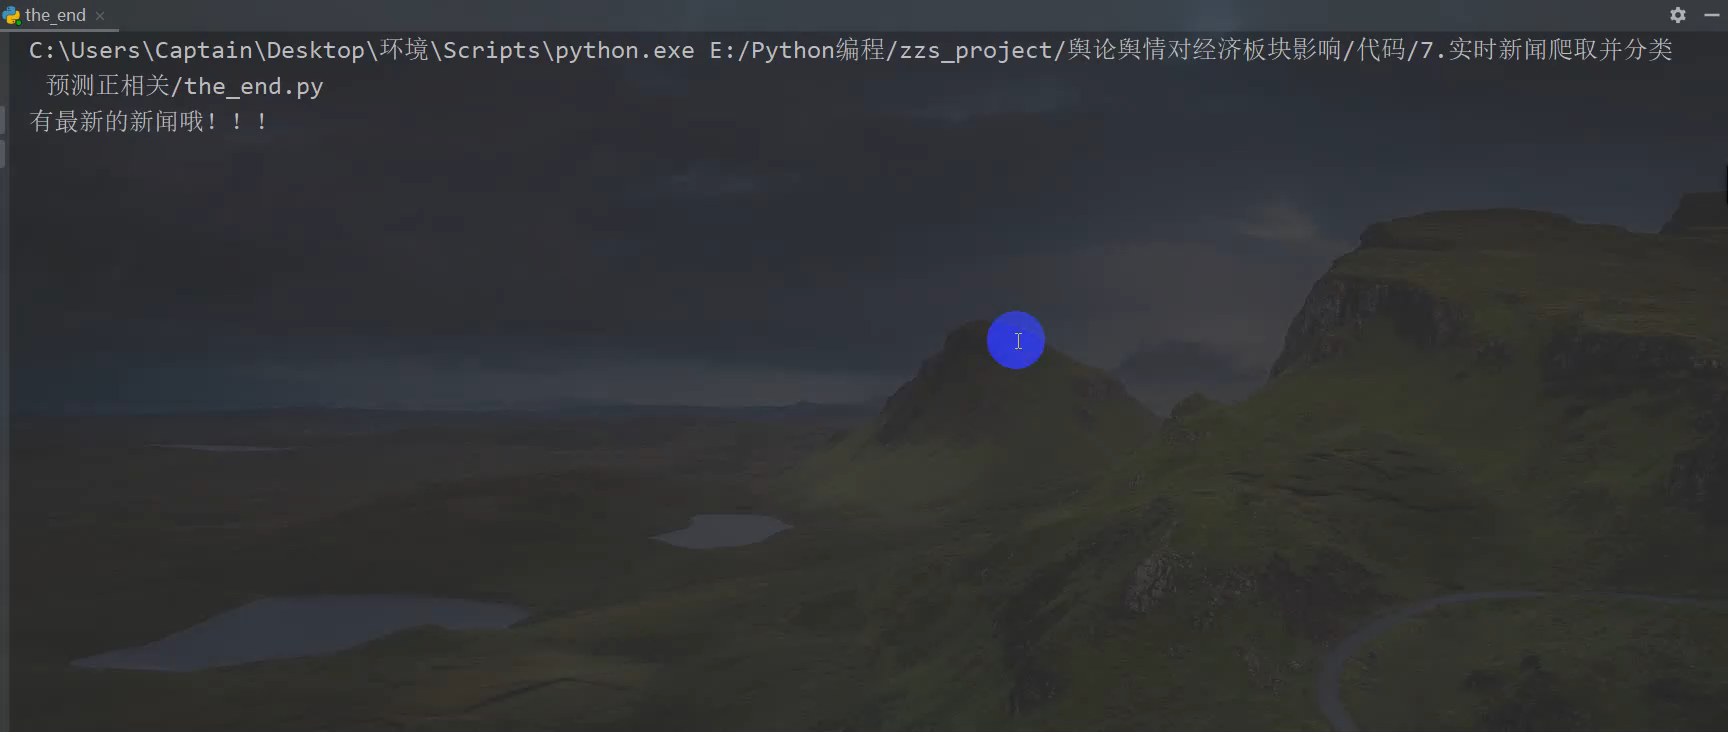 the_end
C:\Users\Captain\Desktop\环境\Scripts\python.exe E:/Python编程/zzs_project/舆论舆情对经济板块影响/代码/7.实时新闻爬取并分类
预测正相关/the_end.py
有最新的新闻哦！！！